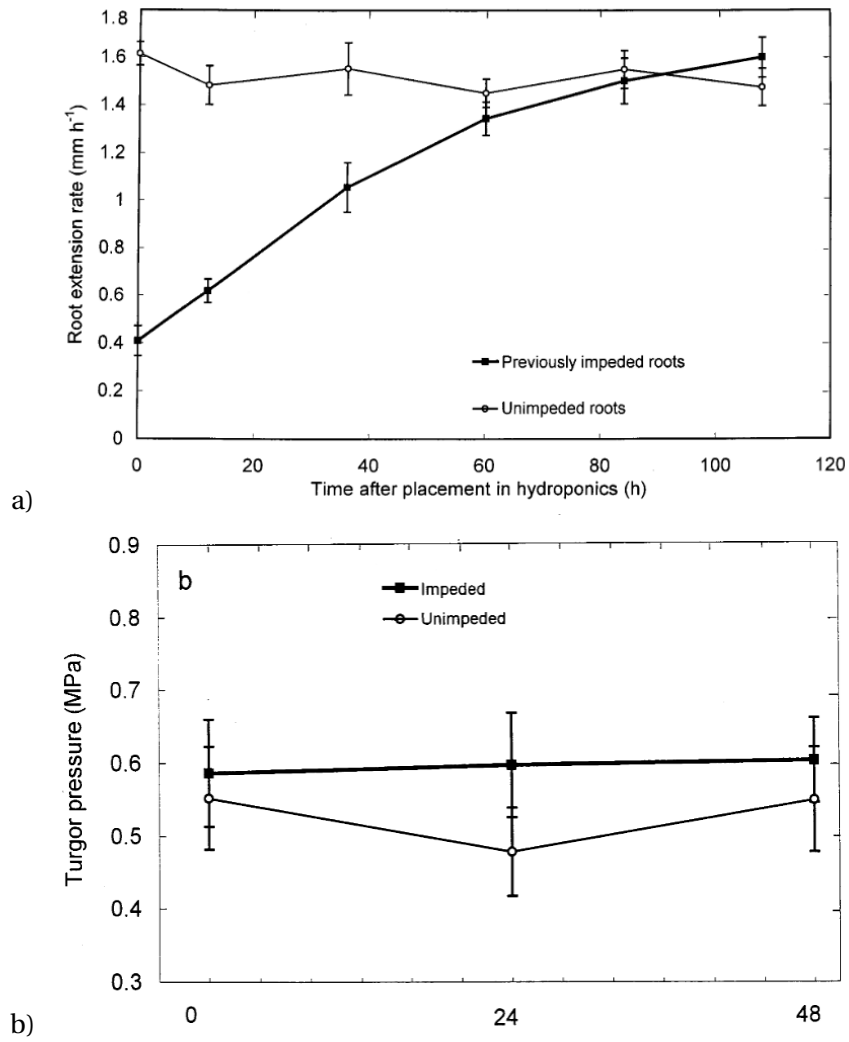 1.8
1.6
1.4
1.2
1
0.8
1.6
0.4
0.2
0
Root extension rate (mm h⁻¹)
Previously impeded roots
Unimpeded roots
0 20 40 60 80 100 120
Time after placement in hydroponics (h)
a)
b
0.9
0.8
0.7
0.6
0.5
0.4
0.3
Turgor pressure (MPa)
Impeded
Unimpeded
0 24 48
b)